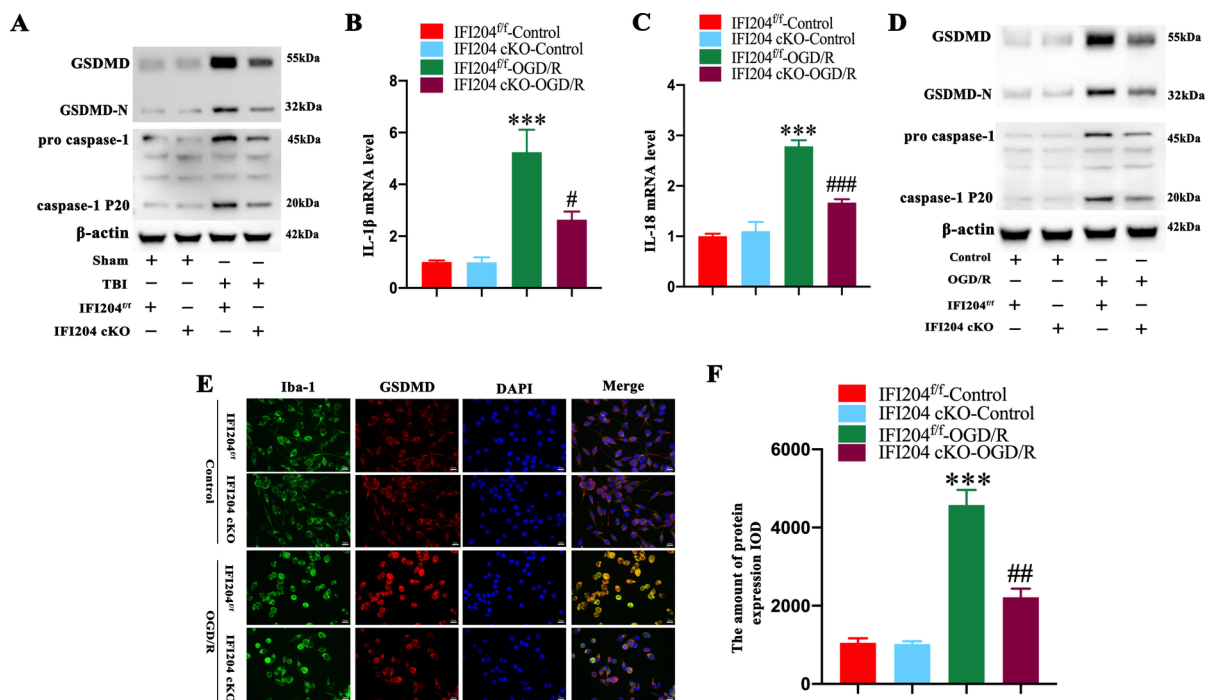 A
GSDMD
55kDa
GSDMD-N
32kDa
pro caspase-1
45kDa
caspase-1 P20
20kDa
β-actin
42kDa
Sham + + − −
TBI − − + +
IFI204f/f + − + −
IFI204 cKO − + − +
B
IFI204f/f-Control
IFI204 cKO-Control
IFI204f/f-OGD/R
IFI204 cKO-OGD/R
IL-1β mRNA level
8
6
4
2
0
***
#
C
IFI204f/f-Control
IFI204 cKO-Control
IFI204f/f-OGD/R
IFI204 cKO-OGD/R
IL-18 mRNA level
4
3
2
1
0
***
###
D
GSDMD
55kDa
GSDMD-N
32kDa
pro caspase-1
45kDa
caspase-1 P20
20kDa
β-actin
42kDa
Control + + − −
OGD/R − − + +
IFI204f/f + − + −
IFI204 cKO − + − +
E
Iba-1 GSDMD DAPI Merge
Control
IFI204f/f
IFI204 cKO
OGD/R
IFI204f/f
IFI204 cKO
F
IFI204f/f-Control
IFI204 cKO-Control
IFI204f/f-OGD/R
IFI204 cKO-OGD/R
The amount of protein
expression IOD
6000
4000
2000
0
***
##